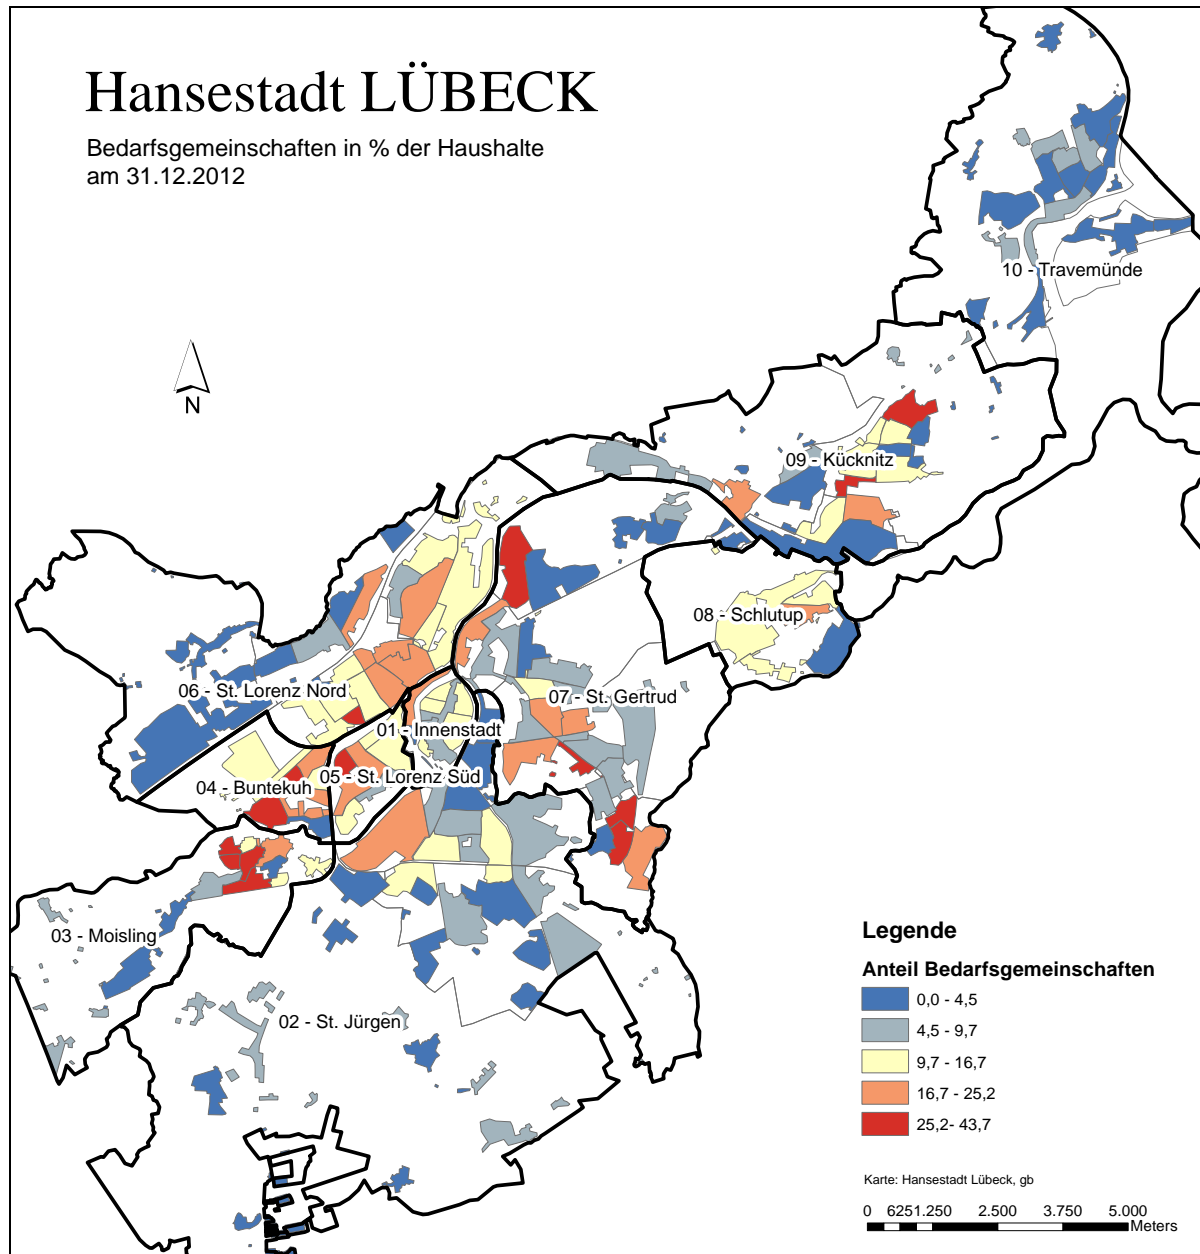 Hansestadt LÜBECK
Bedarfsgemeinschaften in % der Haushalte
am 31.12.2012
N
10 - Travemünde
09 - Kücknitz
08 - Schlutup
07 - St. Gertrud
06 - St. Lorenz Nord
01 - Innenstadt
05 - St. Lorenz Süd
04 - Buntekuh
03 - Moisling
02 - St. Jürgen
Legende
Anteil Bedarfsgemeinschaften
0,0 - 4,5
4,5 - 9,7
9,7 - 16,7
16,7 - 25,2
25,2- 43,7
Karte: Hansestadt Lübeck, gb
0 6251.250 2.500 3.750 5.000
Meters